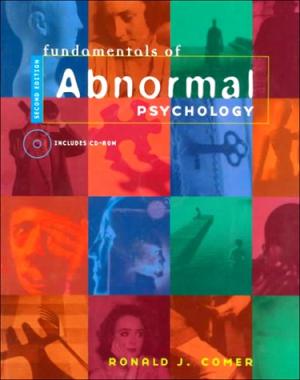 fundamentals of
SECOND EDITION
Abnormal
PSYCHOLOGY
INCLUDES CD-ROM
RONALD J. COMER